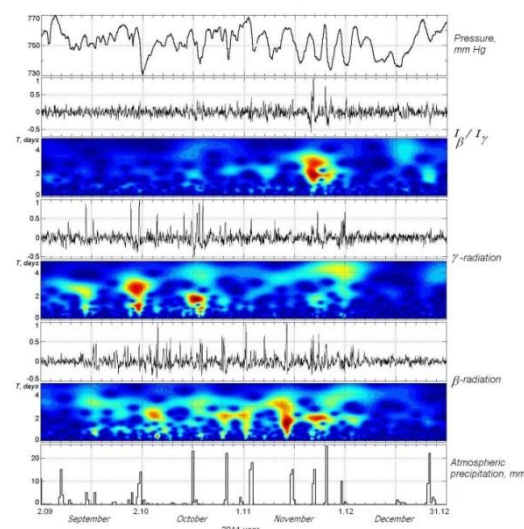 770
750
730
Pressure,
mm Hg
1
0.5
0
-0.5
I β / I γ
T, days
4
2
0
1
0.5
0
-0.5
γ-radiation
T, days
4
2
0
1
0.5
0
-0.5
β-radiation
T, days
4
2
0
20
10
0
Atmospheric
precipitation, mm
2.09 2.10 1.11 1.12 31.12
September October November December